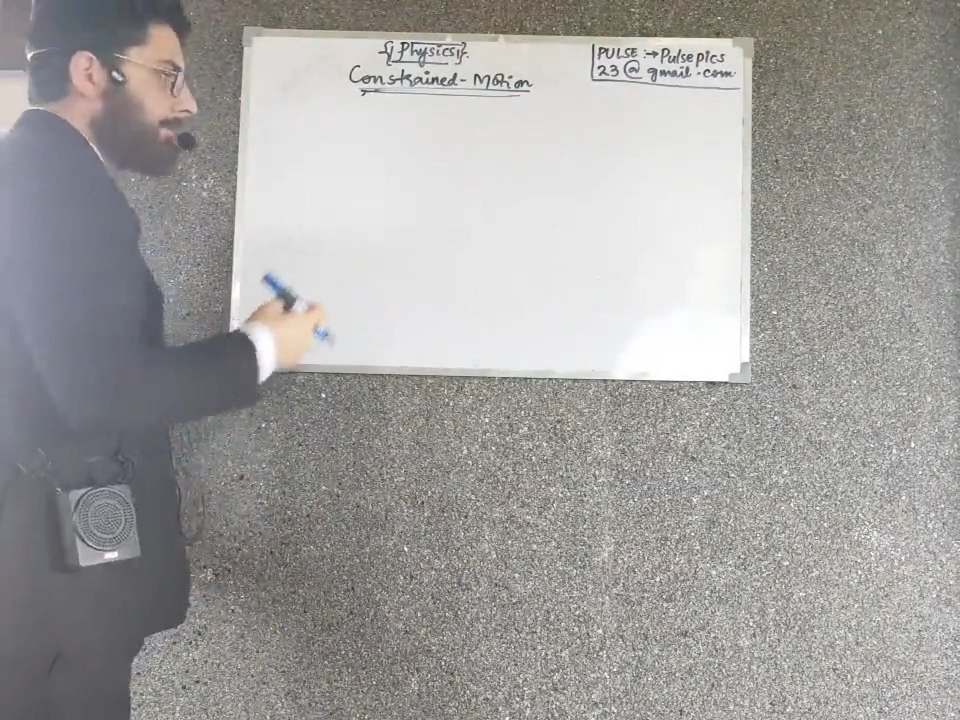 {Physics}
Constrained-Motion
PULSE :→ Pulsepics
23@gmail.com.